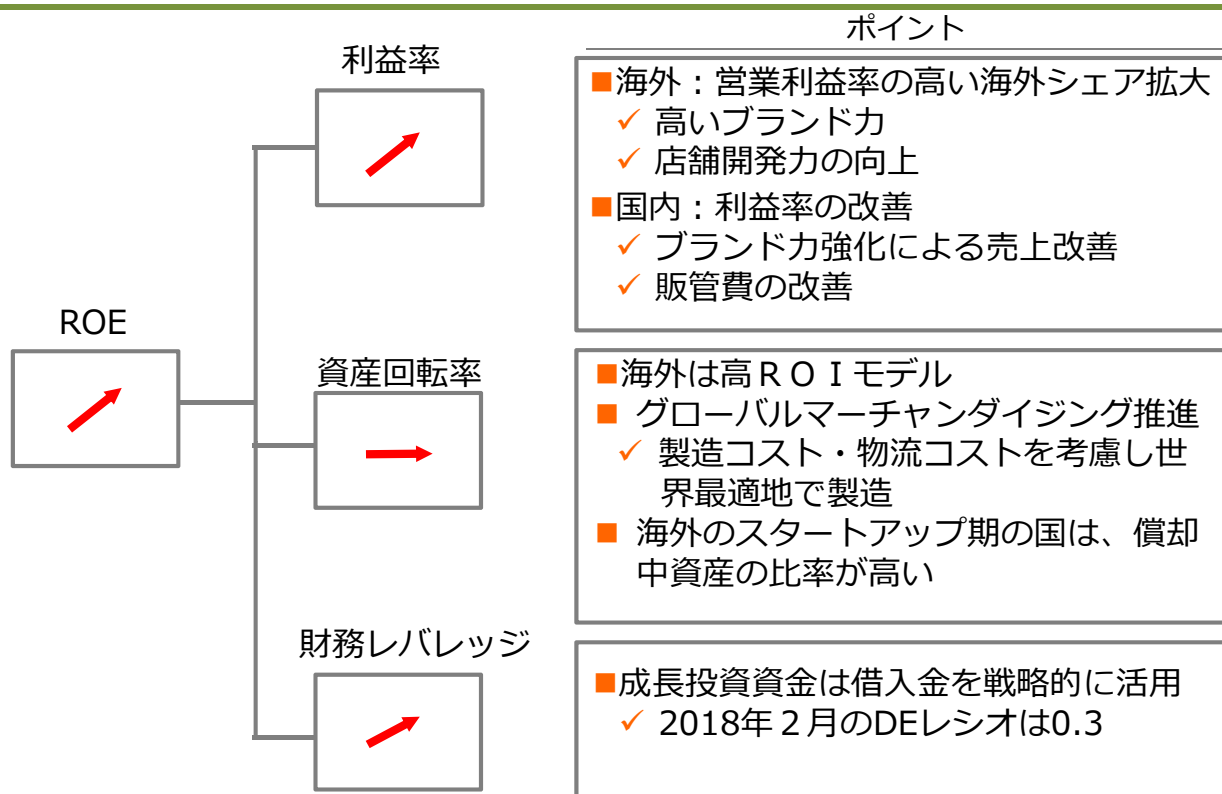 ポイント
利益率
■海外：営業利益率の高い海外シェア拡大
✓ 高いブランド力
✓ 店舗開発力の向上
■国内：利益率の改善
✓ ブランド力強化による売上改善
✓ 販管費の改善
ROE
資産回転率
■海外は高ＲＯＩモデル
■ グローバルマーチャンダイジング推進
✓ 製造コスト・物流コストを考慮し世
界最適地で製造
■ 海外のスタートアップ期の国は、償却
中資産の比率が高い
財務レバレッジ
■成長投資資金は借入金を戦略的に活用
✓ 2018年２月のDEレシオは0.3